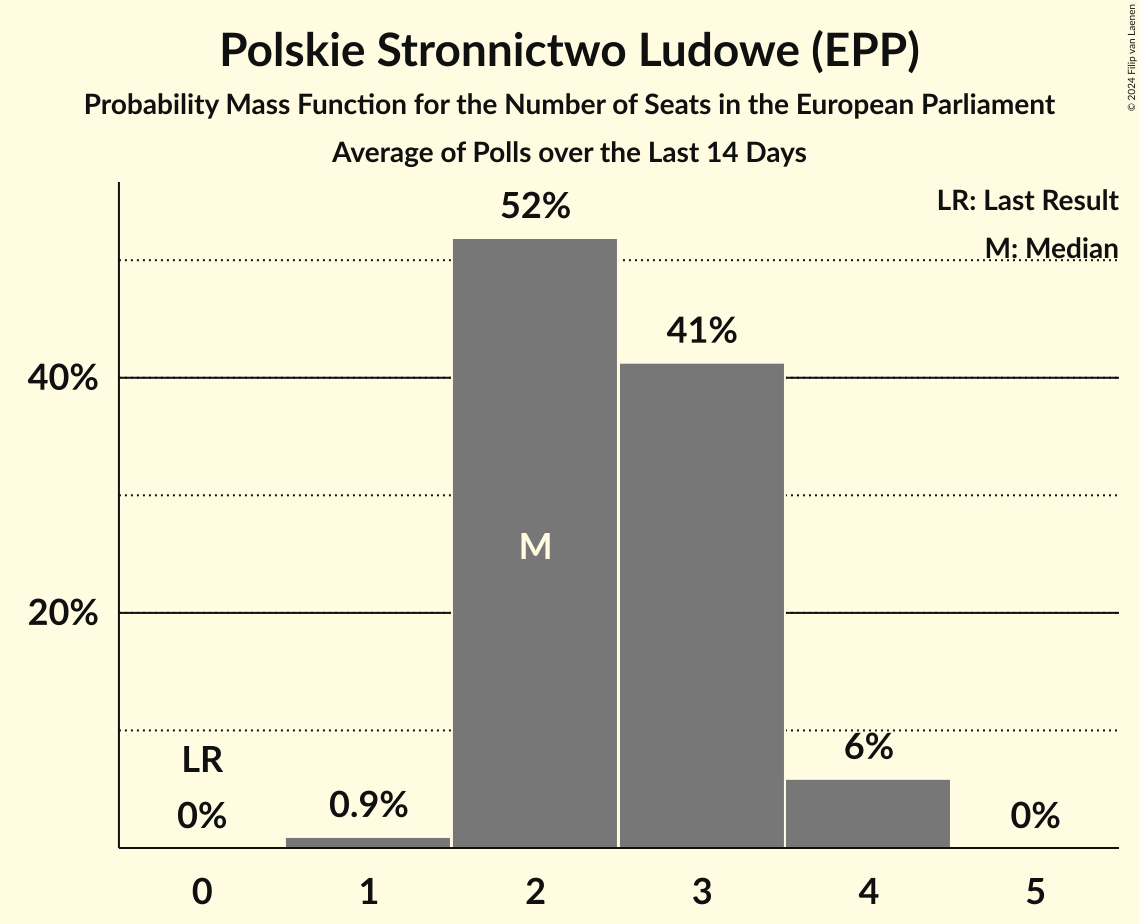 Polskie Stronnictwo Ludowe (EPP)
Probability Mass Function for the Number of Seats in the European Parliament
Average of Polls over the Last 14 Days
© 2024 Filip van Laenen
LR: Last Result
M: Median
52%
41%
40%
M
20%
LR
6%
0%
0.9%
0%
0
1
2
3
4
5